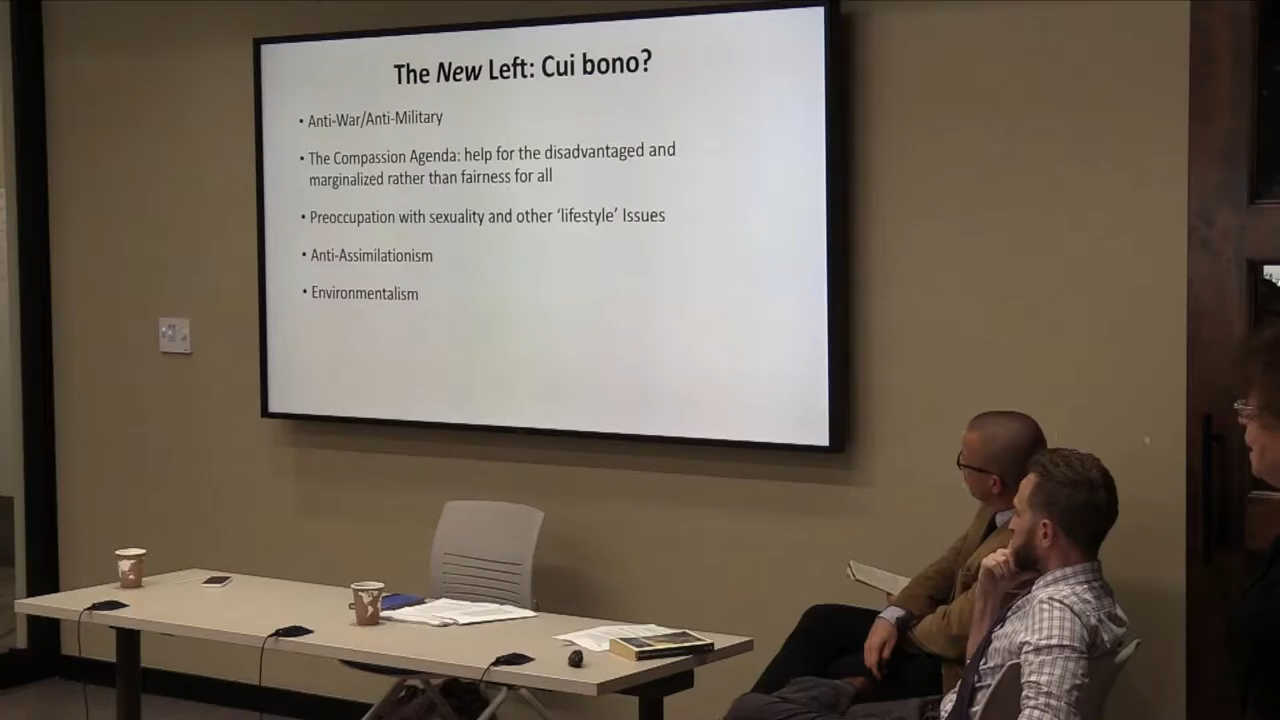 The New Left: Cui bono?
• Anti-War/Anti-Military
• The Compassion Agenda: help for the disadvantaged and
marginalized rather than fairness for all
• Preoccupation with sexuality and other ‘lifestyle’ Issues
• Anti-Assimilationism
• Environmentalism